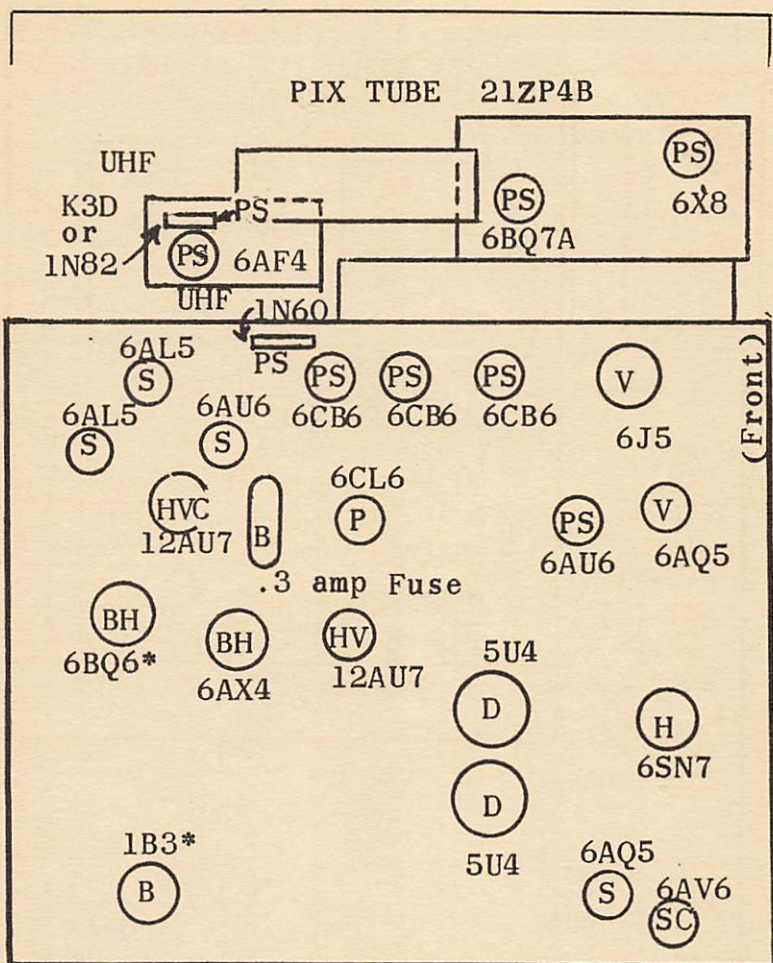 PIX TUBE 21ZP4B
UHF
PS
K3D
or
1N82
PS
PS
6X8
6BQ7A
PS
6AF4
UHF
1N60
PS
6AL5
S
6AL5
S
6AU6
S
PS
6CB6
PS
6CB6
PS
6CB6
V
6J5
(Front)
HVC
12AU7
B
.3 amp Fuse
6CL6
P
PS
6AU6
V
6AQ5
BH
6BQ6*
BH
6AX4
HV
12AU7
5U4
D
D
5U4
H
6SN7
1B3*
B
6AQ5
S
6AV6
SC